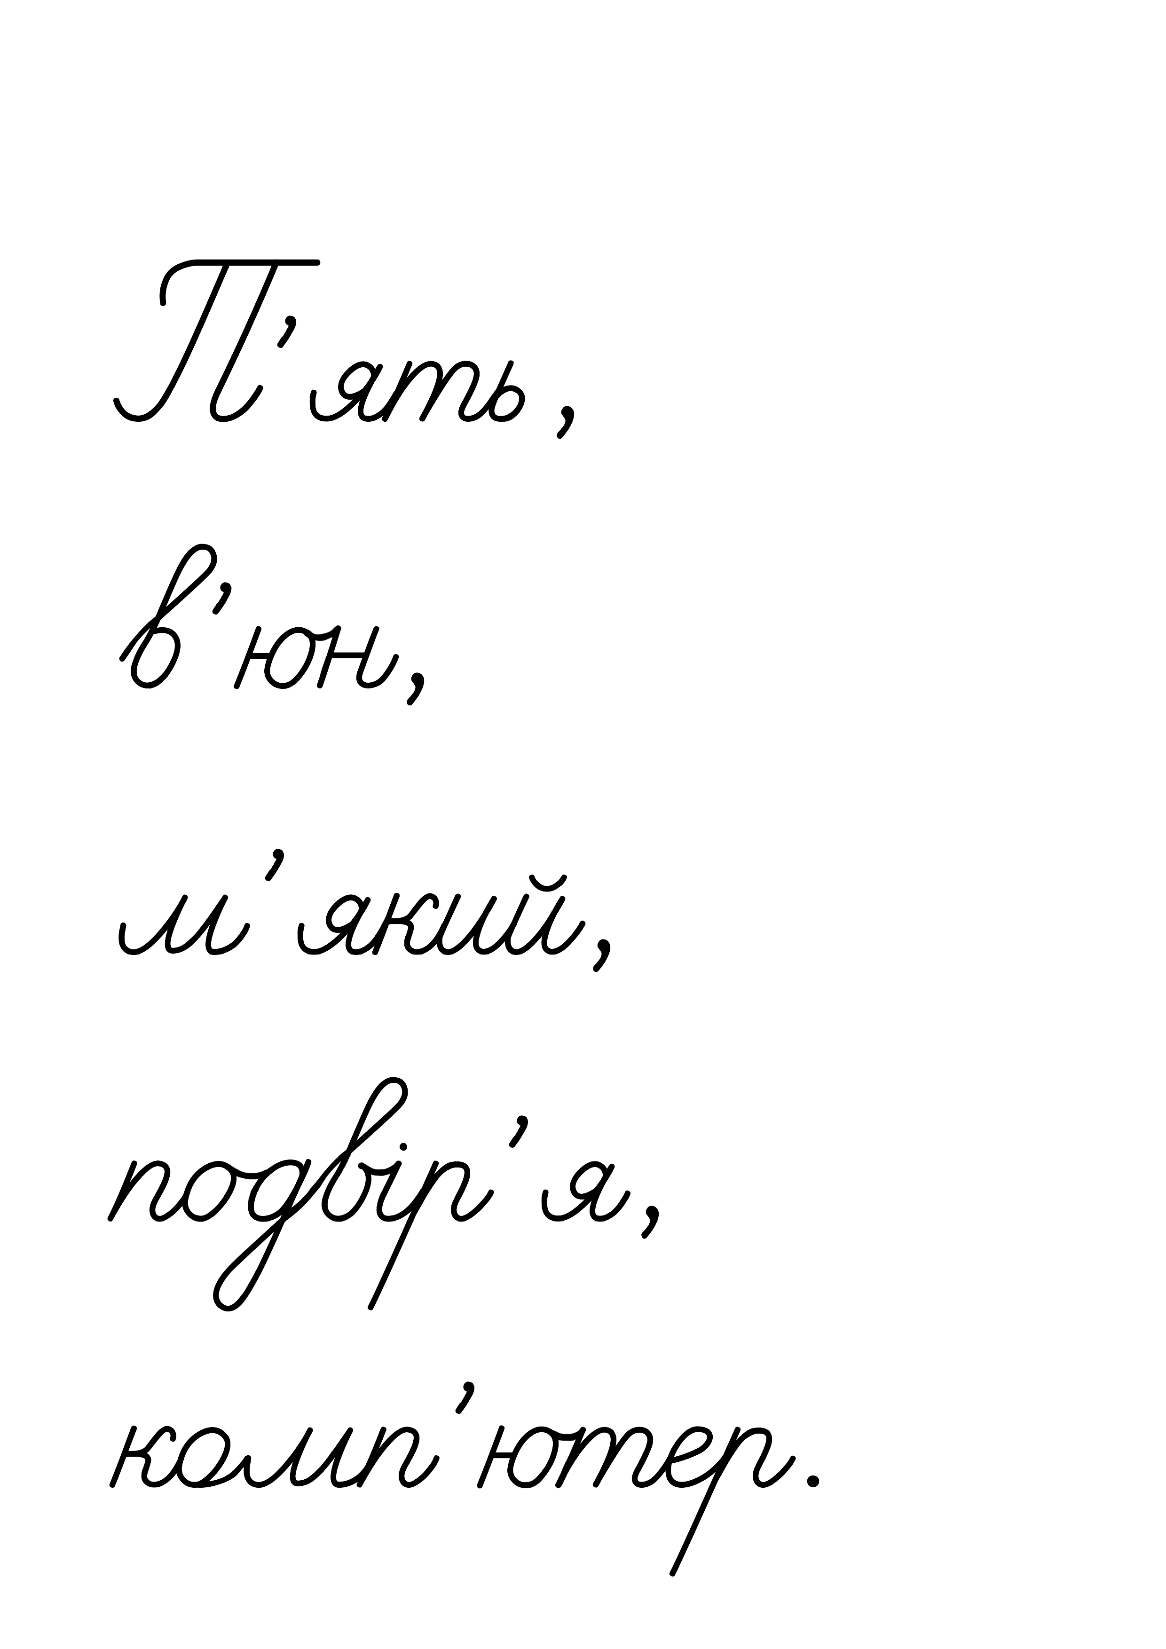 П’ять,
в’юн,
м’який,
подвір’я,
комп’ютер.